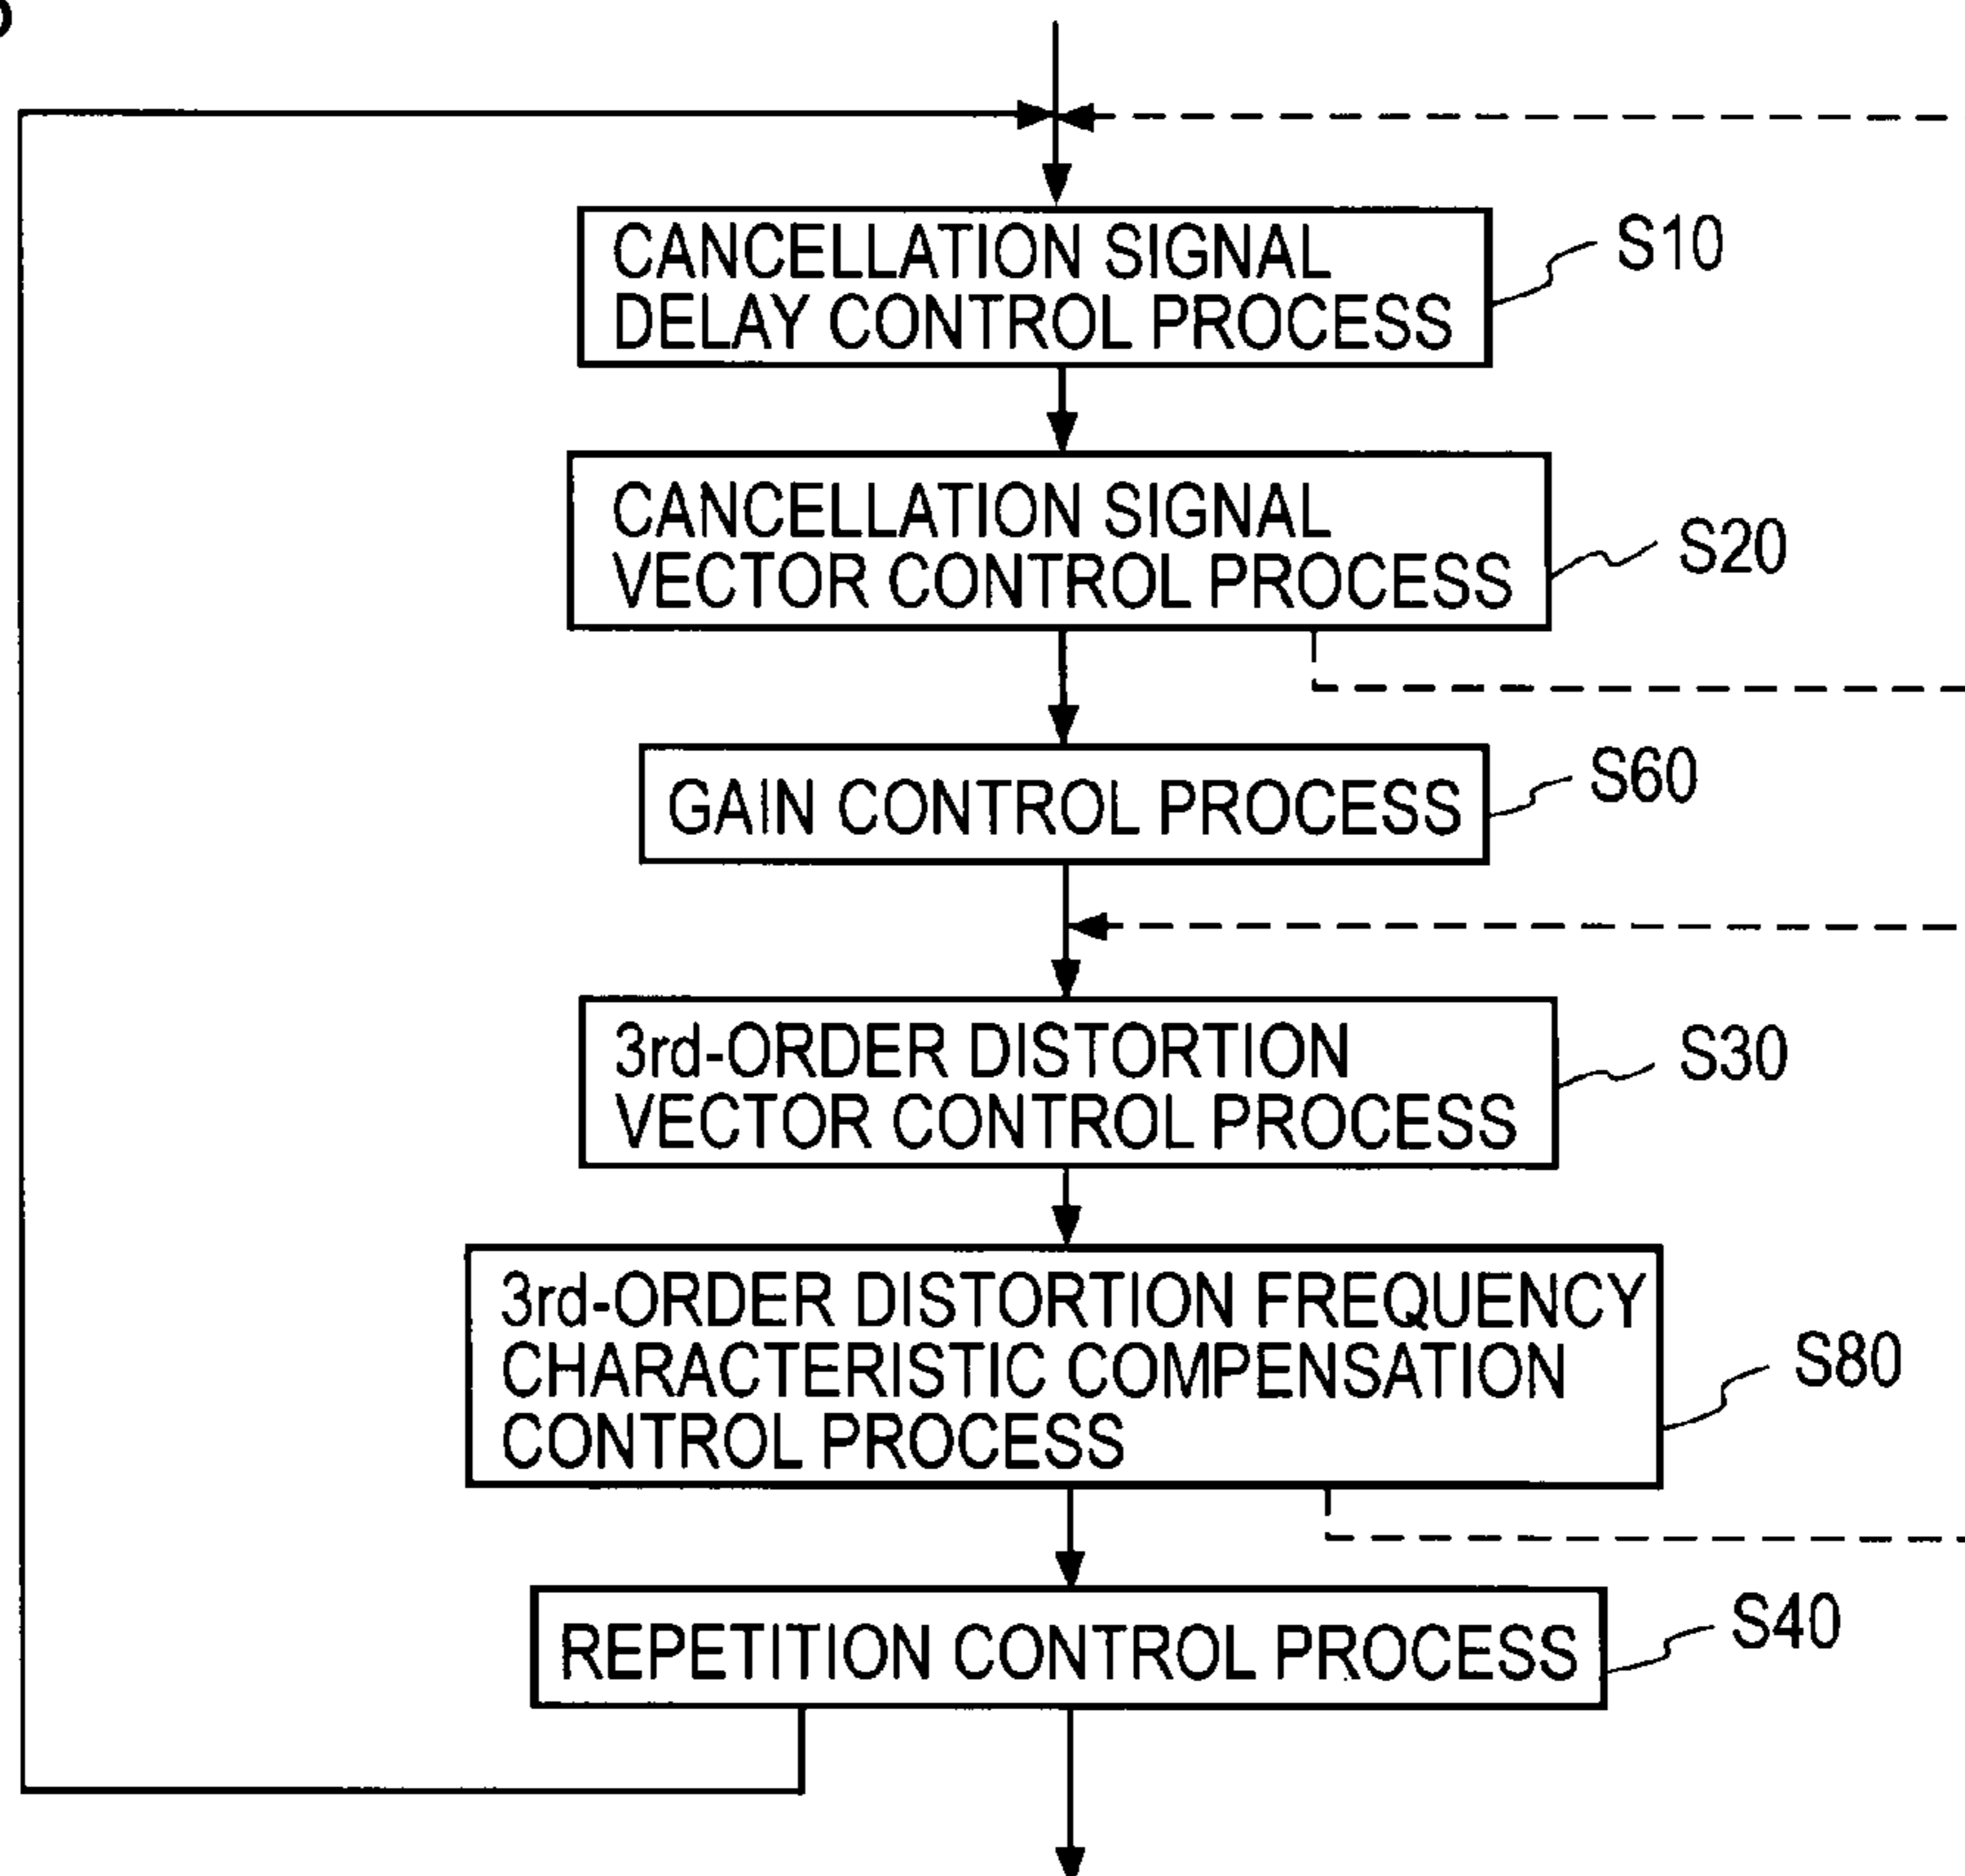 CANCELLATION SIGNAL
DELAY CONTROL PROCESS
S10
CANCELLATION SIGNAL
VECTOR CONTROL PROCESS
S20
GAIN CONTROL PROCESS
S60
3rd-ORDER DISTORTION
VECTOR CONTROL PROCESS
S30
3rd-ORDER DISTORTION FREQUENCY
CHARACTERISTIC COMPENSATION
CONTROL PROCESS
S80
REPETITION CONTROL PROCESS
S40